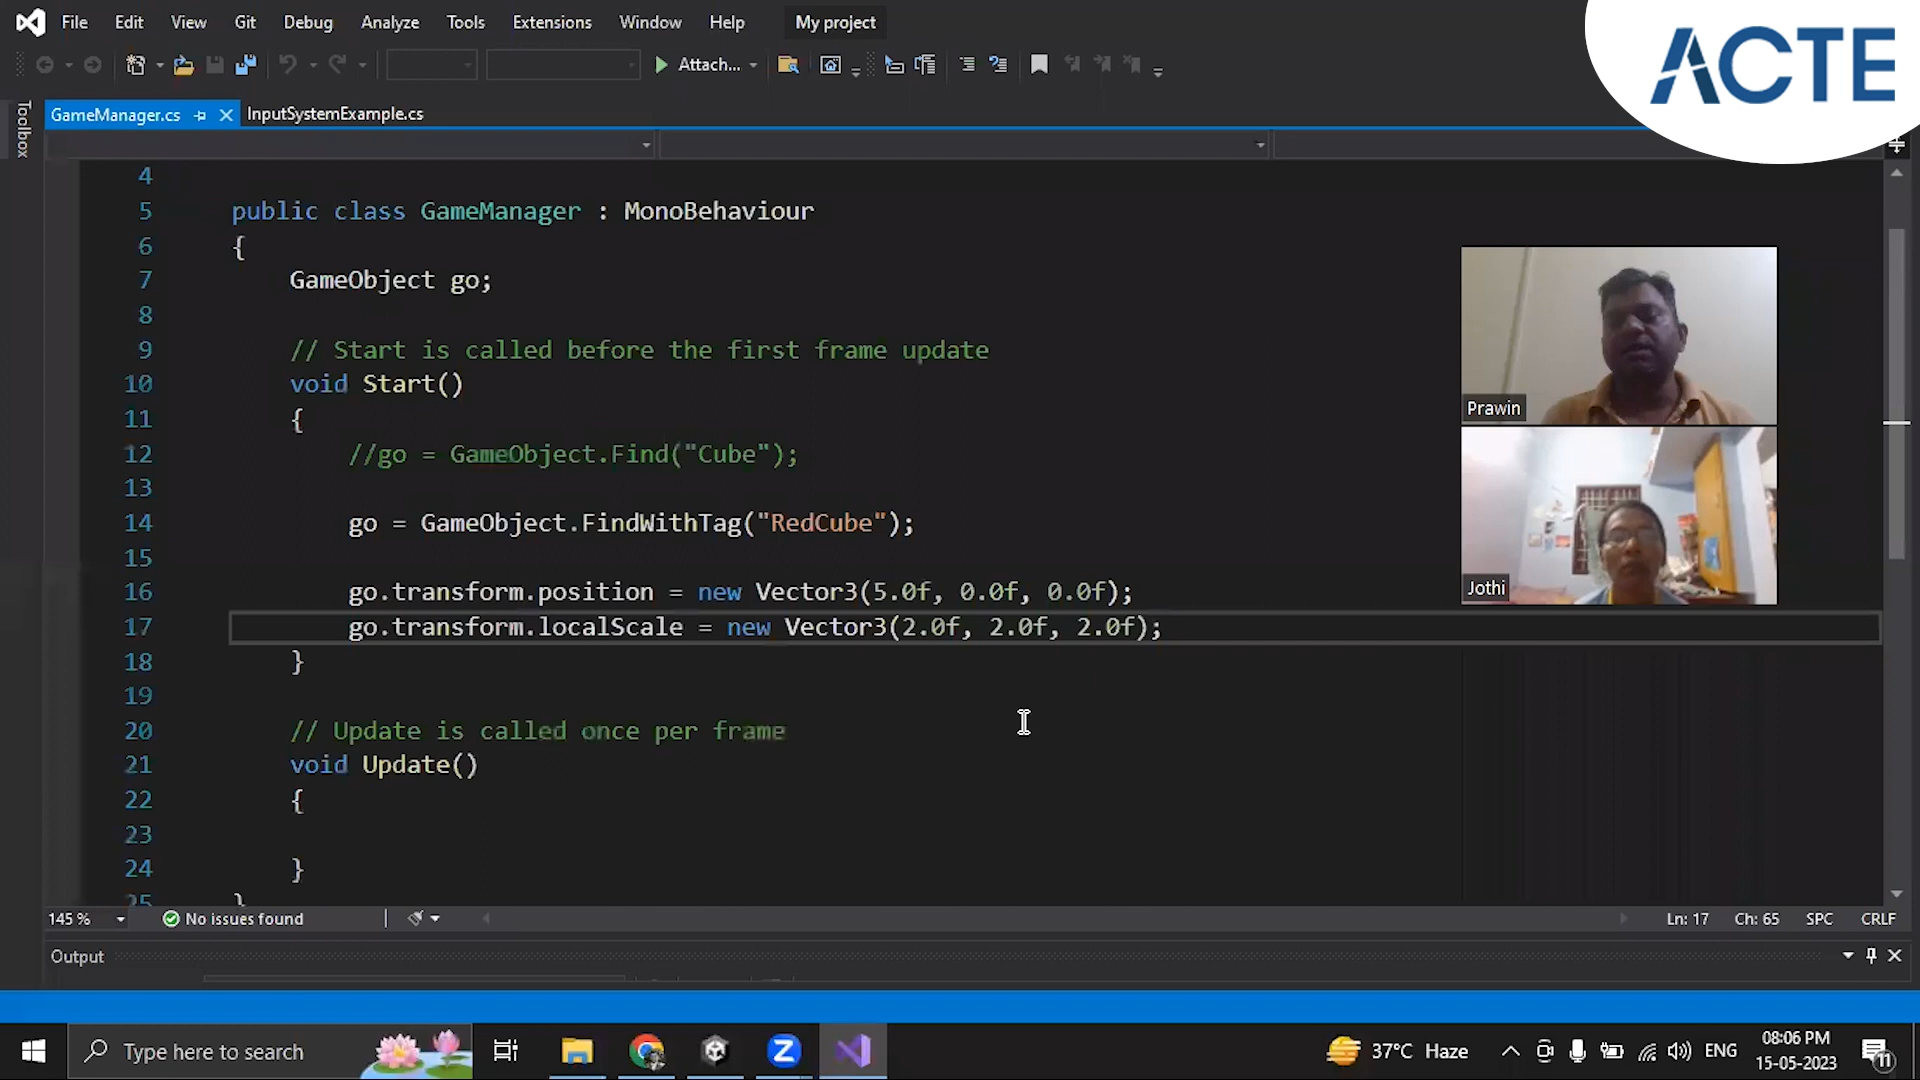 File Edit View Git Debug Analyze Tools Extensions Window Help My project
ACTE
Attach...
Toolbox
GameManager.cs InputSystemExample.cs
4
5 public class GameManager : MonoBehaviour
6 {
7 GameObject go;
8
9 // Start is called before the first frame update
10 void Start()
11 {
12 //go = GameObject.Find("Cube");
13
14 go = GameObject.FindWithTag("RedCube");
15
16 go.transform.position = new Vector3(5.0f, 0.0f, 0.0f);
17 go.transform.localScale = new Vector3(2.0f, 2.0f, 2.0f);
18 }
19
20 // Update is called once per frame
21 void Update()
22 {
23
24 }
25 }
Prawin
Jothi
145 % No issues found Ln: 17 Ch: 65 SPC CRLF
Output
Type here to search
37°C Haze ENG 08:06 PM
15-05-2023
11